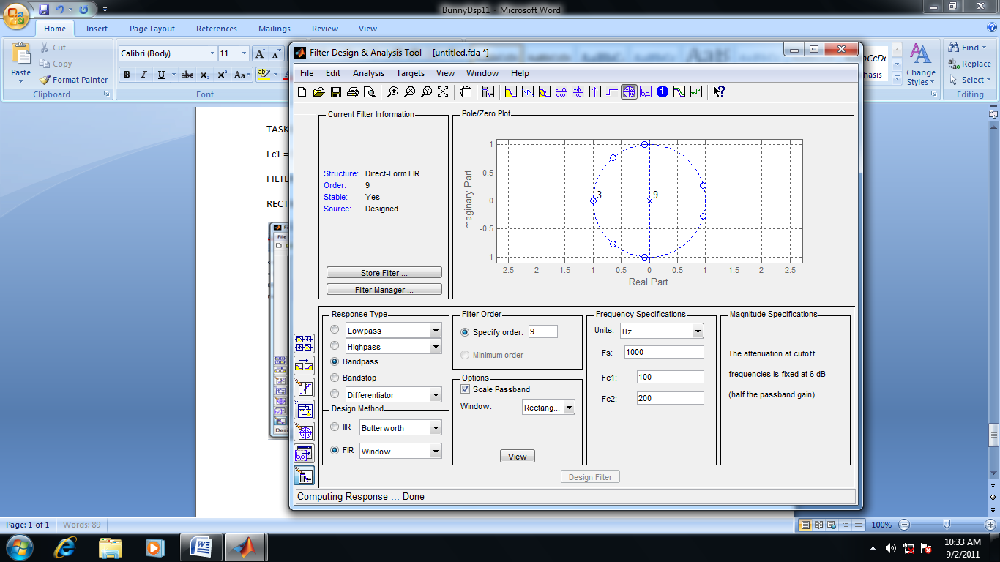 BunnyDsp11 - Microsoft Word
Home Insert Page Layout References Mailings Review View
Paste
Cut
Copy
Format Painter
Clipboard
Calibri (Body) 11
B I U abc x₂ x² Aa
ab
Font
AaBbCcDc
hasis
Change Styles
Find
Replace
Select
Editing
TASK
Fc1 =
FILTE
RECT
Filter Design & Analysis Tool - [untitled.fda *]
File Edit Analysis Targets View Window Help
Current Filter Information
Structure: Direct-Form FIR
Order: 9
Stable: Yes
Source: Designed
Store Filter ...
Filter Manager ...
Pole/Zero Plot
1
0.5
0
-0.5
-1
Imaginary Part
3 9
-2.5 -2 -1.5 -1 -0.5 0 0.5 1 1.5 2 2.5
Real Part
Response Type
Lowpass
Highpass
Bandpass
Bandstop
Differentiator
Design Method
IIR Butterworth
FIR Window
Filter Order
Specify order: 9
Minimum order
Options
Scale Passband
Window: Rectang...
View
Frequency Specifications
Units: Hz
Fs: 1000
Fc1: 100
Fc2: 200
Magnitude Specifications
The attenuation at cutoff
frequencies is fixed at 6 dB
(half the passband gain)
Design Filter
Computing Response ... Done
Page: 1 of 1 Words: 89
100%
10:33 AM
9/2/2011